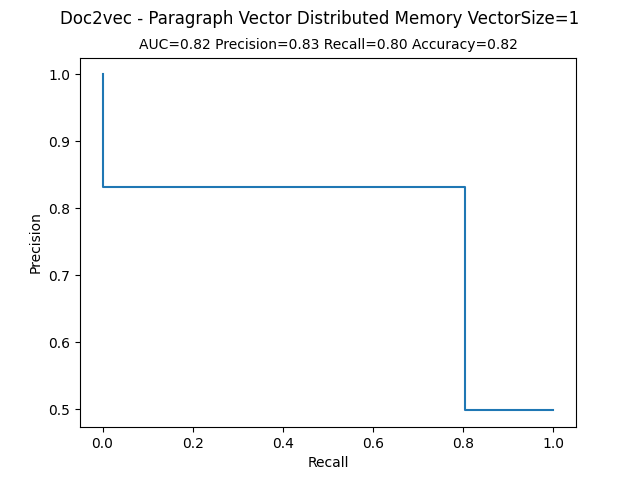 Doc2vec - Paragraph Vector Distributed Memory VectorSize=1
AUC=0.82 Precision=0.83 Recall=0.80 Accuracy=0.82
1.0
0.9
0.8
0.7
0.6
0.5
Precision
0.0 0.2 0.4 0.6 0.8 1.0
Recall